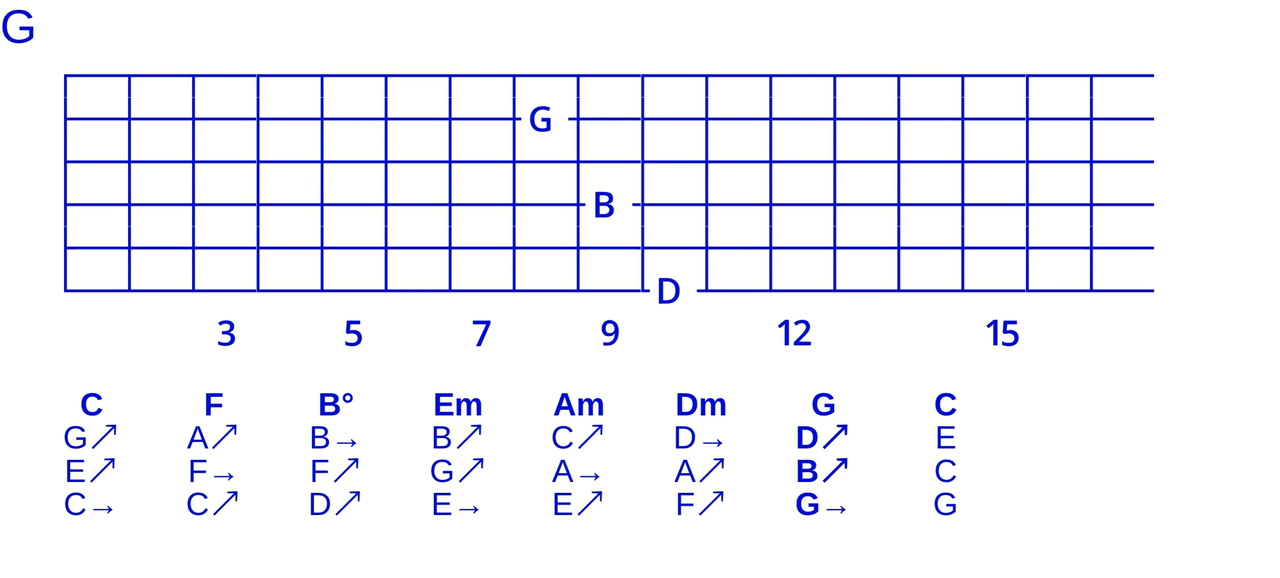 G
G
B
D
3 5 7 9 12 15
C F B° Em Am Dm G C
G↗ A↗ B→ B↗ C↗ D→ D↗ E
E↗ F→ F↗ G↗ A→ A↗ B↗ C
C→ C↗ D↗ E→ E↗ F↗ G→ G